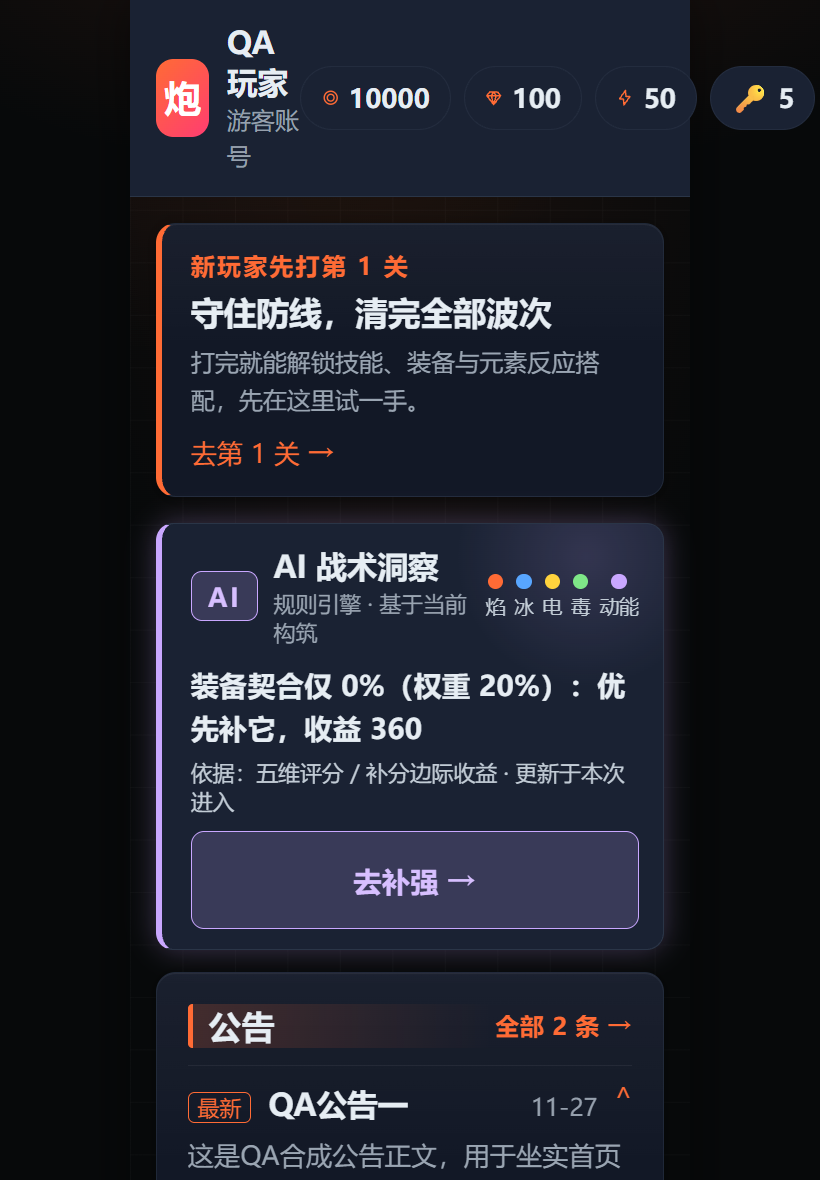 炮
QA
玩家
游客账
号
10000
100
50
5
新玩家先打第 1 关
守住防线，清完全部波次
打完就能解锁技能、装备与元素反应搭
配，先在这里试一手。
去第 1 关 →
AI
AI 战术洞察
规则引擎 · 基于当前
构筑
焰 冰 电 毒 动能
装备契合仅 0%（权重 20%）：优
先补它，收益 360
依据：五维评分 / 补分边际收益 · 更新于本次
进入
去补强 →
公告
全部 2 条 →
最新
QA公告一
11-27
^
这是QA合成公告正文，用于坐实首页